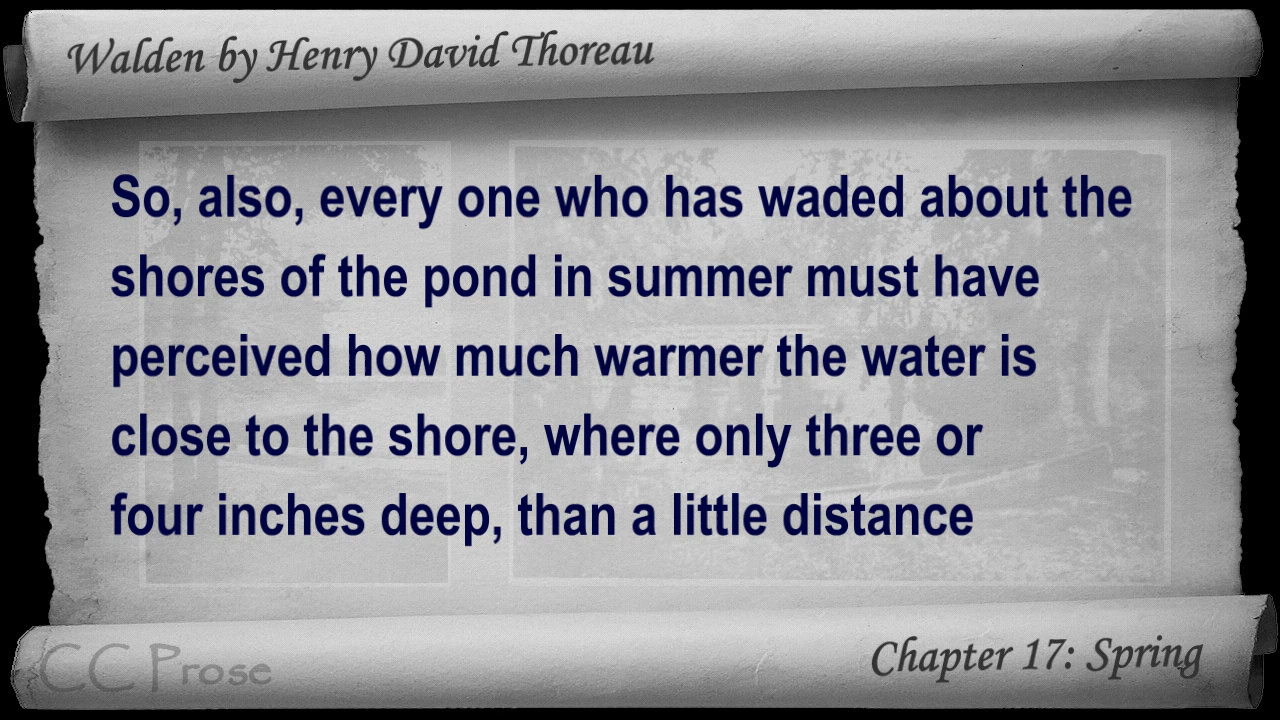 Walden by Henry David Thoreau
So, also, every one who has waded about the
shores of the pond in summer must have
perceived how much warmer the water is
close to the shore, where only three or
four inches deep, than a little distance
CC Prose
Chapter 17: Spring